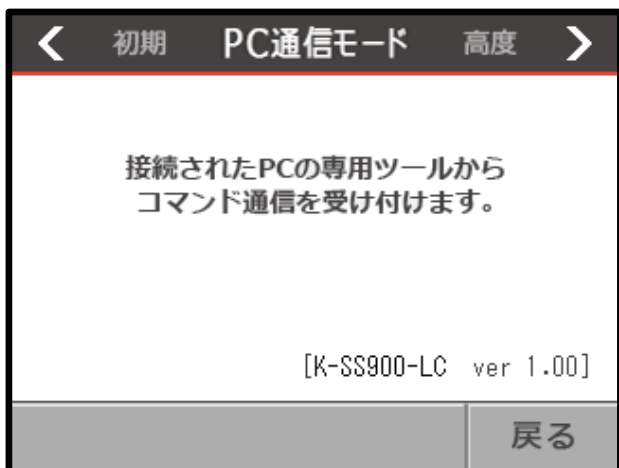 < 初期 PC通信モード 高度 >
接続されたPCの専用ツールから
コマンド通信を受け付けます。
[K-SS900-LC ver 1.00]
戻る